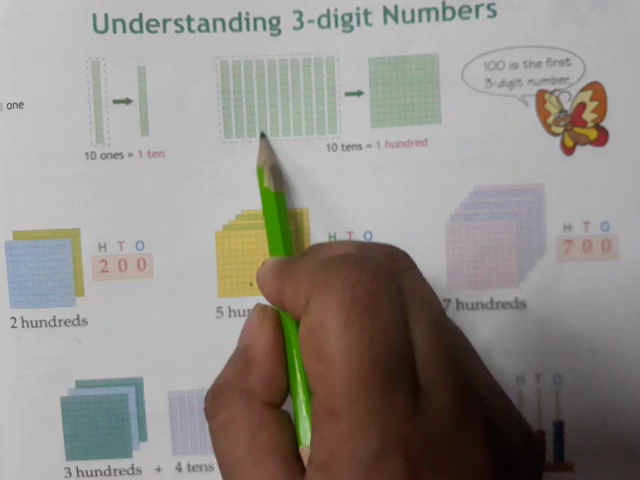 Understanding 3-digit Numbers
one
100 is the first
3-digit number.
10 ones = 1 ten
10 tens = 1 hundred
H T O
2 0 0
2 hundreds
H T O
5
H T O
7 0 0
7 hundreds
3 hundreds + 4 tens
H T O